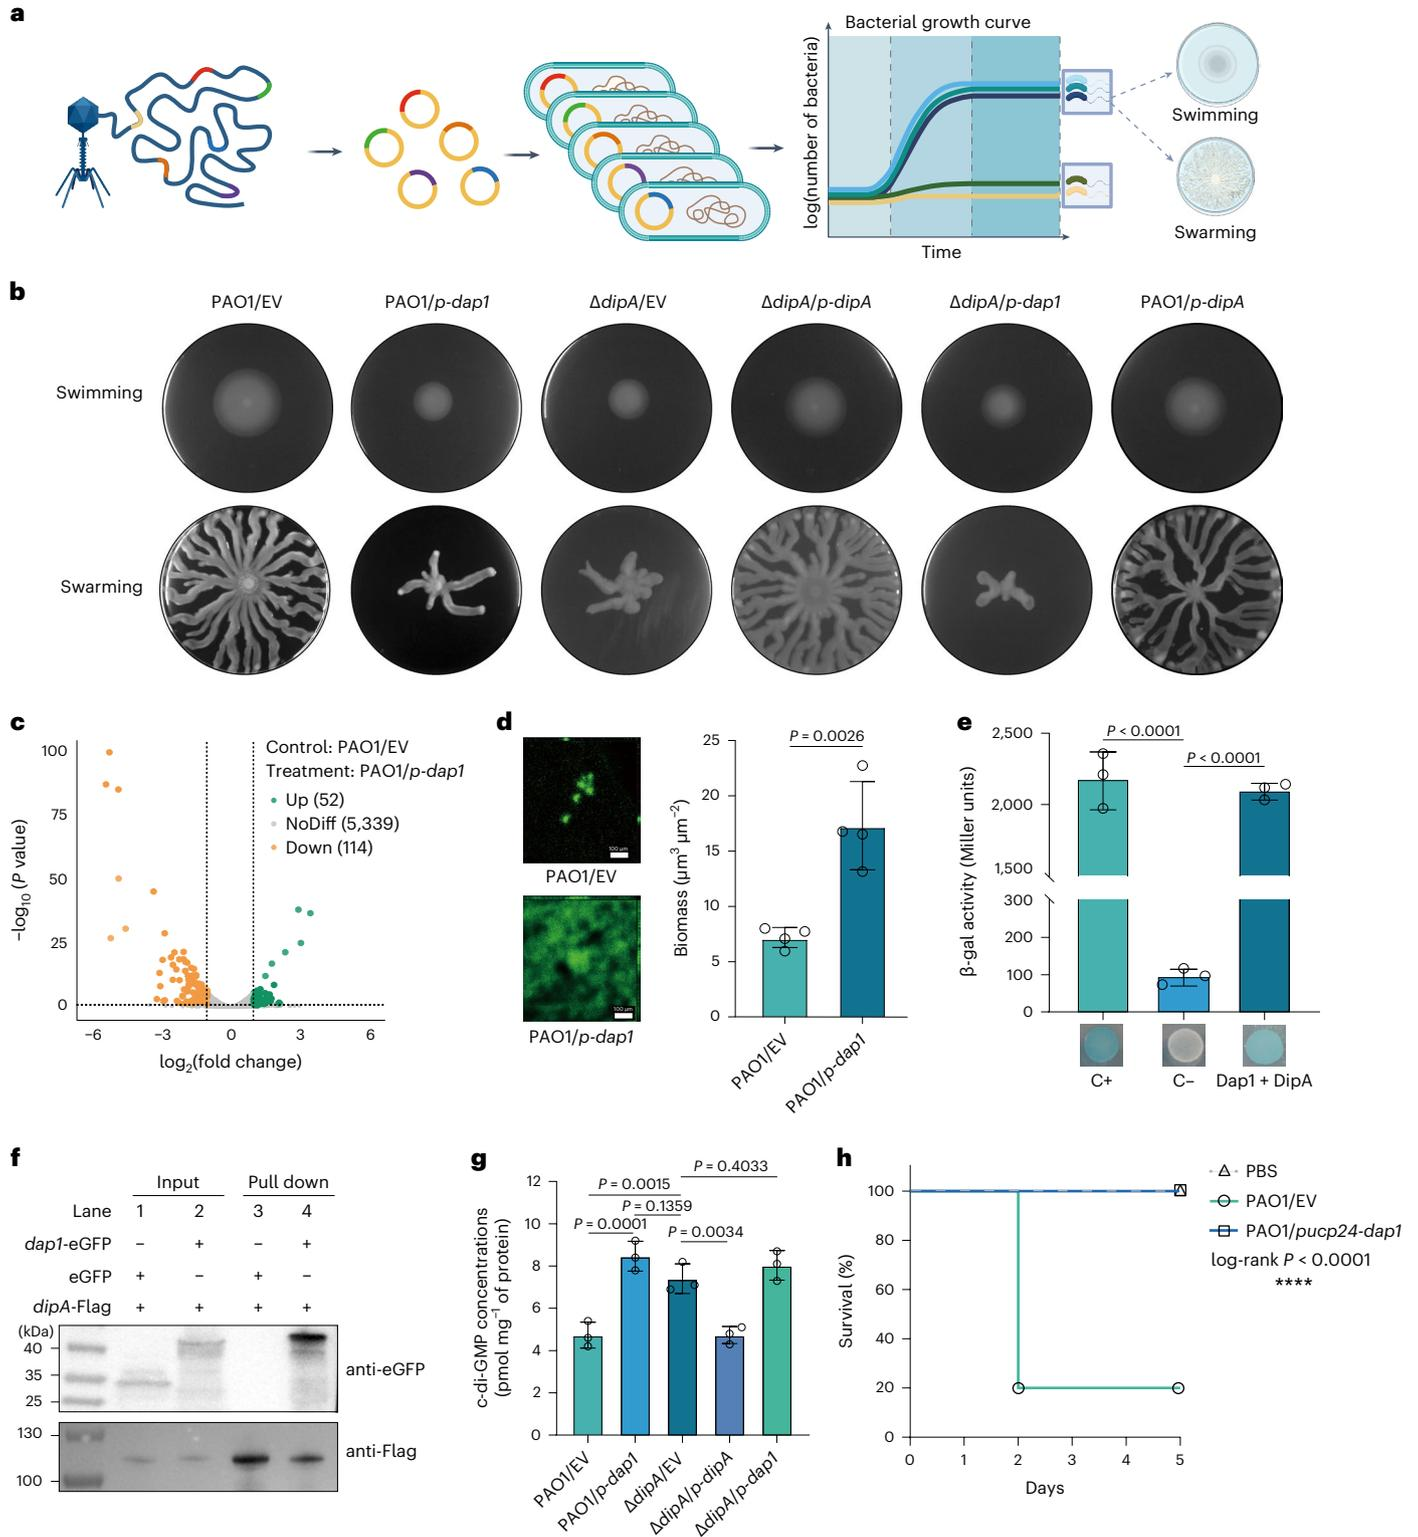 a
Bacterial growth curve
log(number of bacteria)
Time
Swimming
Swarming
b
PAO1/EV
PAO1/p-dap1
ΔdipA/EV
ΔdipA/p-dipA
ΔdipA/p-dap1
PAO1/p-dipA
Swimming
Swarming
c
Control: PAO1/EV
Treatment: PAO1/p-dap1
Up (52)
NoDiff (5,339)
Down (114)
−log10 (P value)
100
75
50
25
0
−6
−3
0
3
6
log2(fold change)
d
100 μm
PAO1/EV
100 μm
PAO1/p-dap1
P = 0.0026
Biomass (μm³ μm⁻²)
25
20
15
10
5
0
PAO1/EV
PAO1/p-dap1
e
P < 0.0001
P < 0.0001
β-gal activity (Miller units)
2,500
2,000
1,500
300
200
100
0
C+
C−
Dap1 + DipA
f
Input
Pull down
Lane 1 2 3 4
dap1-eGFP − + − +
eGFP + − + −
dipA-Flag + + + +
(kDa)
40
35
25
anti-eGFP
130
100
anti-Flag
g
P = 0.4033
P = 0.0015
P = 0.1359
P = 0.0001
P = 0.0034
c-di-GMP concentrations
(pmol mg⁻¹ of protein)
12
10
8
6
4
2
0
PAO1/EV
PAO1/p-dap1
ΔdipA/EV
ΔdipA/p-dipA
ΔdipA/p-dap1
h
Survival (%)
100
80
60
40
20
0
0
1
2
3
4
5
Days
PBS
PAO1/EV
PAO1/pucp24-dap1
log-rank P < 0.0001
****